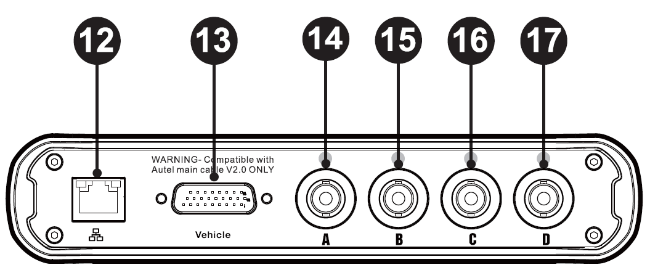 12 13 14 15 16 17
WARNING- Compatible with
Autel main cable V2.0 ONLY
Vehicle
A B C D